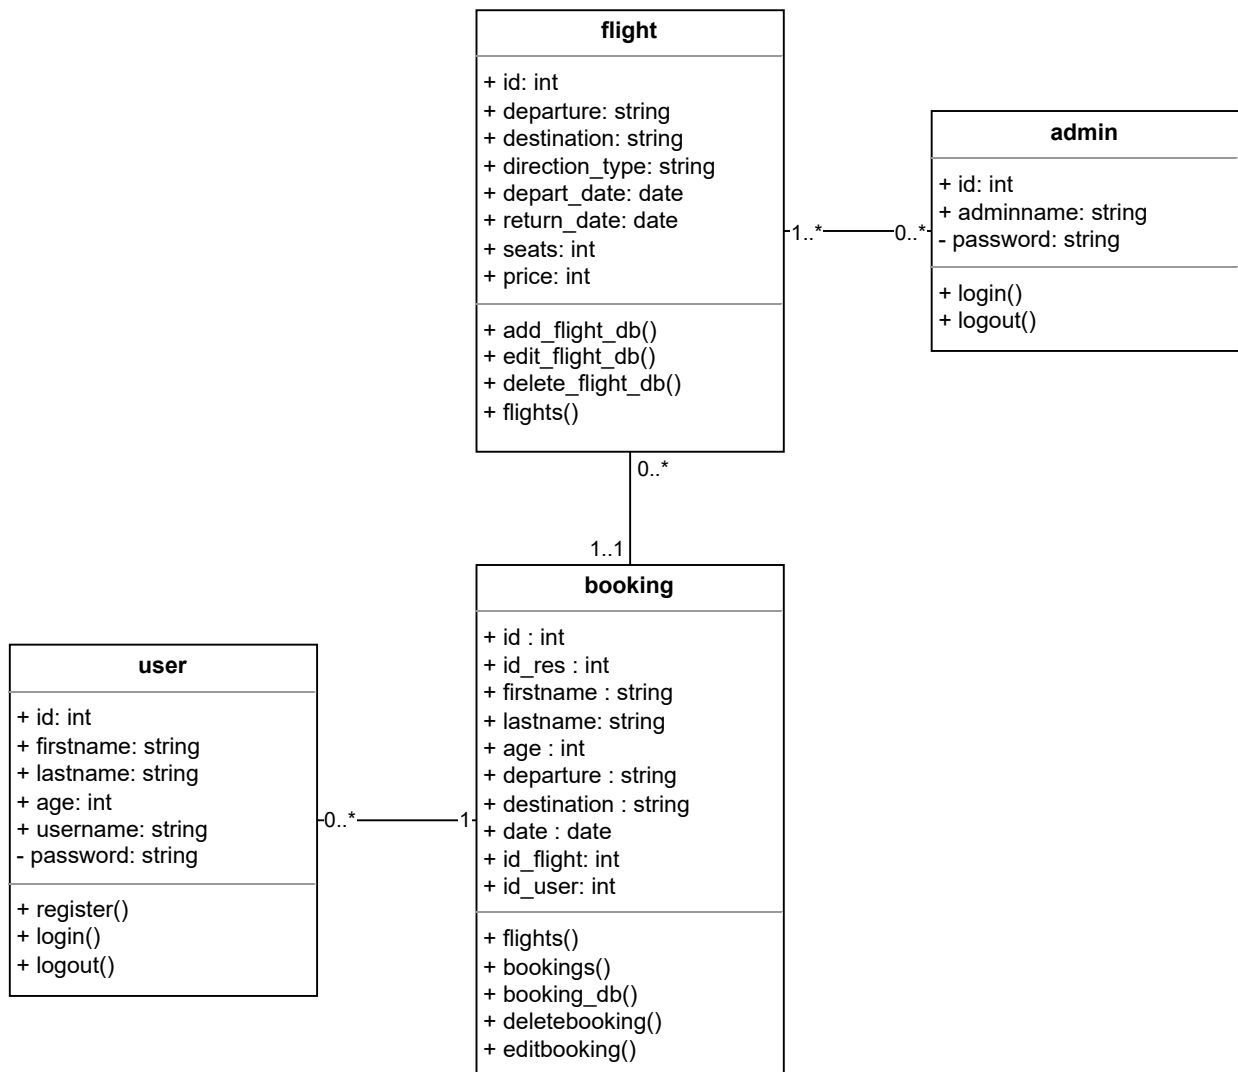 flight
+ id: int
+ departure: string
+ destination: string
+ direction_type: string
+ depart_date: date
+ return_date: date
+ seats: int
+ price: int
+ add_flight_db()
+ edit_flight_db()
+ delete_flight_db()
+ flights()
1..*
0..*
admin
+ id: int
+ adminname: string
- password: string
+ login()
+ logout()
0..*
1..1
booking
+ id : int
+ id_res : int
+ firstname : string
+ lastname: string
+ age : int
+ departure : string
+ destination : string
+ date : date
+ id_flight: int
+ id_user: int
+ flights()
+ bookings()
+ booking_db()
+ deletebooking()
+ editbooking()
user
+ id: int
+ firstname: string
+ lastname: string
+ age: int
+ username: string
- password: string
+ register()
+ login()
+ logout()
0..*
1